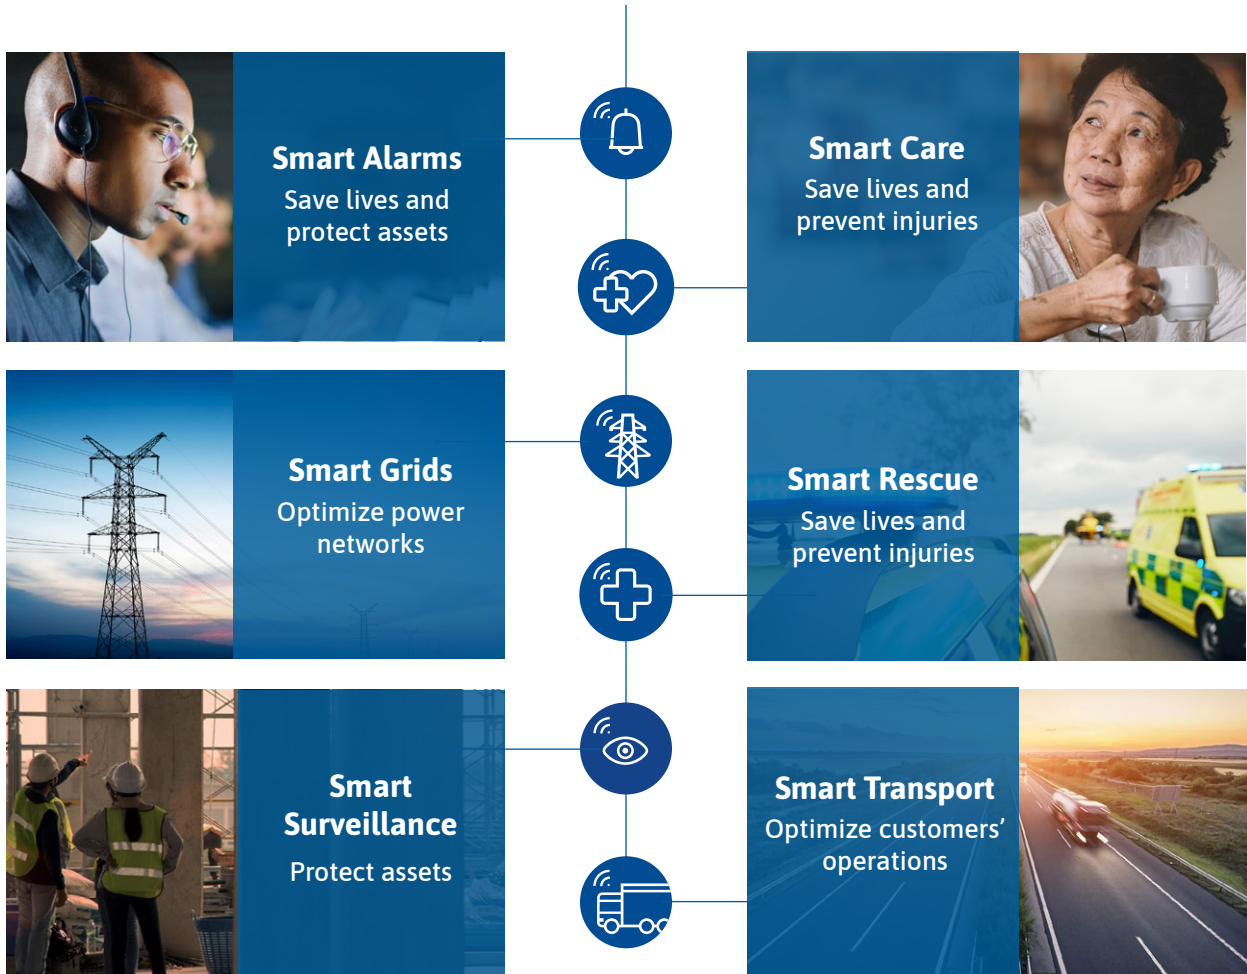 Smart Alarms
Save lives and
protect assets
Smart Care
Save lives and
prevent injuries
Smart Grids
Optimize power
networks
Smart Rescue
Save lives and
prevent injuries
Smart
Surveillance
Protect assets
Smart Transport
Optimize customers’
operations